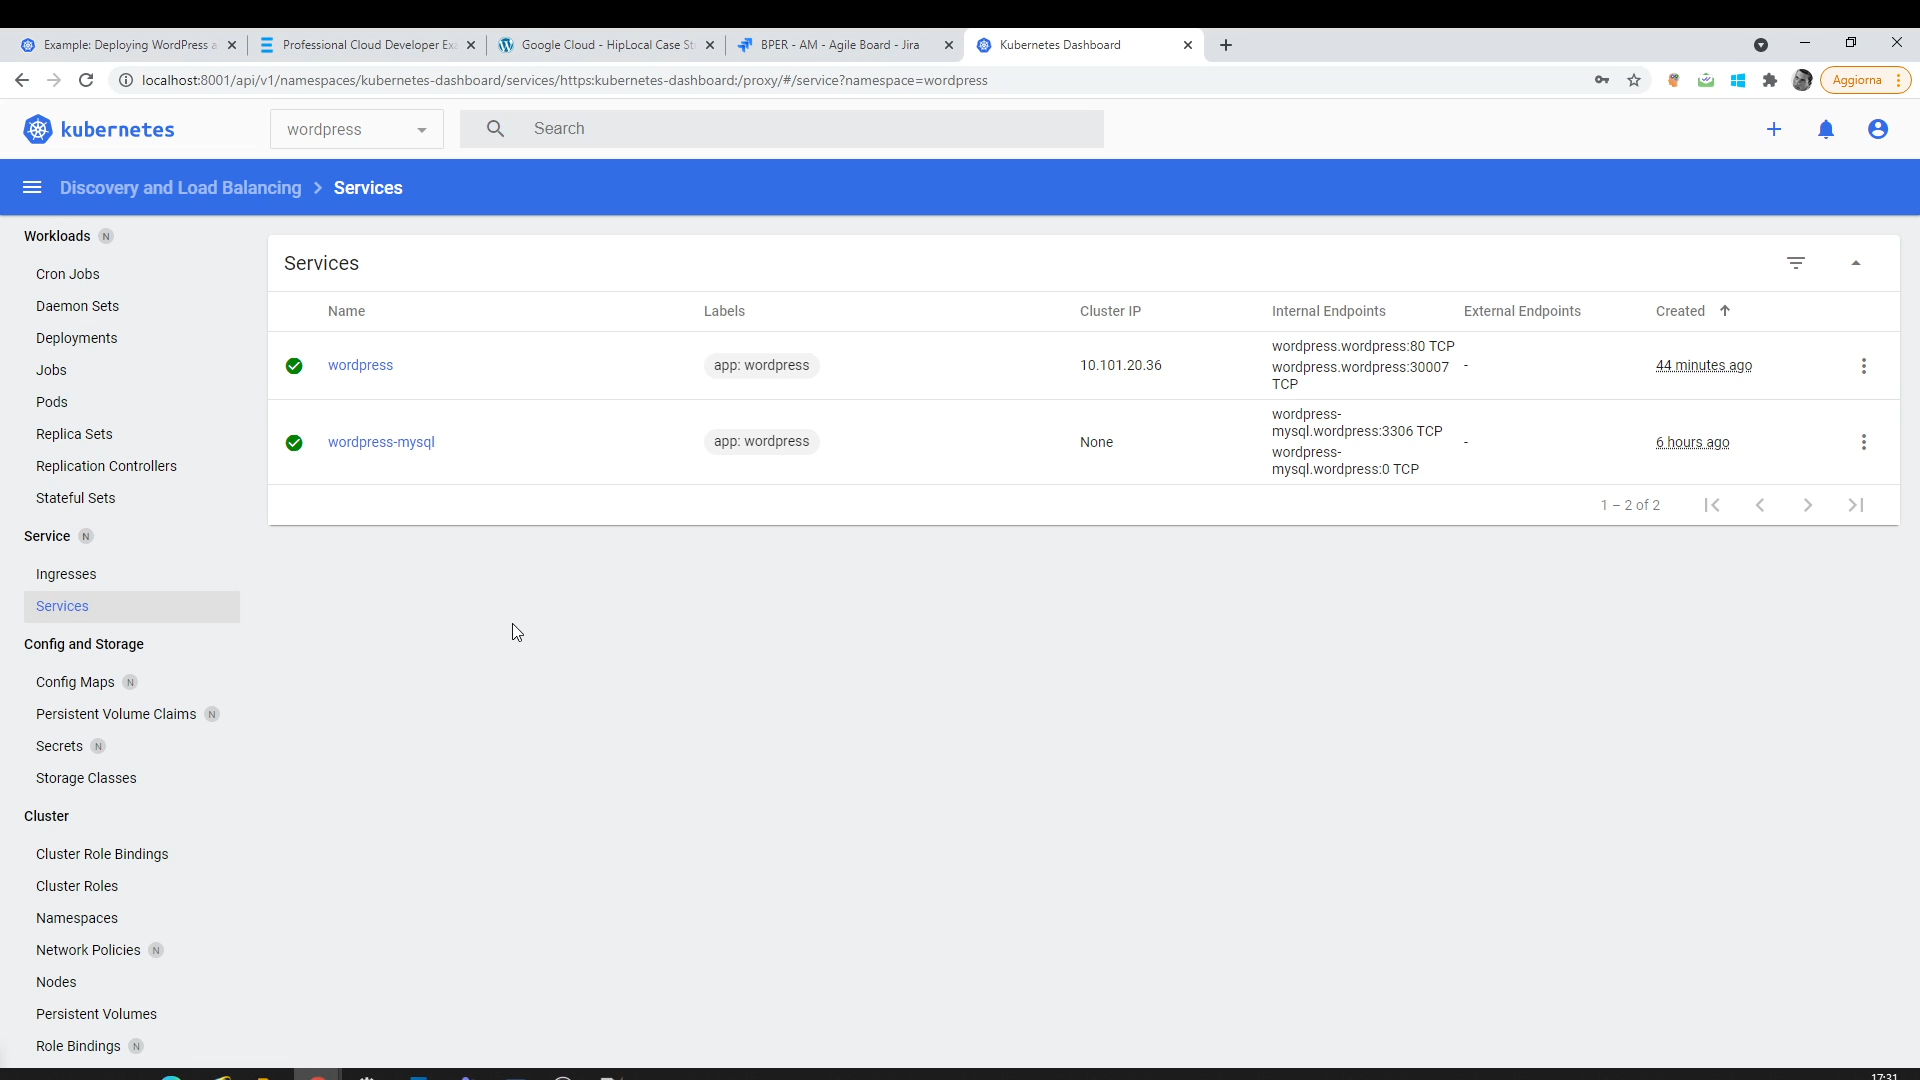 Example: Deploying WordPress a
Professional Cloud Developer Exa
Google Cloud - HipLocal Case St
BPER - AM - Agile Board - Jira
Kubernetes Dashboard
localhost:8001/api/v1/namespaces/kubernetes-dashboard/services/https:kubernetes-dashboard:/proxy/#/service?namespace=wordpress
Aggiorna
kubernetes
wordpress
Search
Discovery and Load Balancing > Services
Workloads N
Cron Jobs
Daemon Sets
Deployments
Jobs
Pods
Replica Sets
Replication Controllers
Stateful Sets
Service N
Ingresses
Services
Config and Storage
Config Maps N
Persistent Volume Claims N
Secrets N
Storage Classes
Cluster
Cluster Role Bindings
Cluster Roles
Namespaces
Network Policies N
Nodes
Persistent Volumes
Role Bindings N
Services
Name Labels Cluster IP Internal Endpoints External Endpoints Created
wordpress app: wordpress 10.101.20.36 wordpress.wordpress:80 TCP
wordpress.wordpress:30007
TCP
- 44 minutes ago
wordpress-mysql app: wordpress None wordpress-
mysql.wordpress:3306 TCP
wordpress-
mysql.wordpress:0 TCP
- 6 hours ago
1 – 2 of 2
17:31